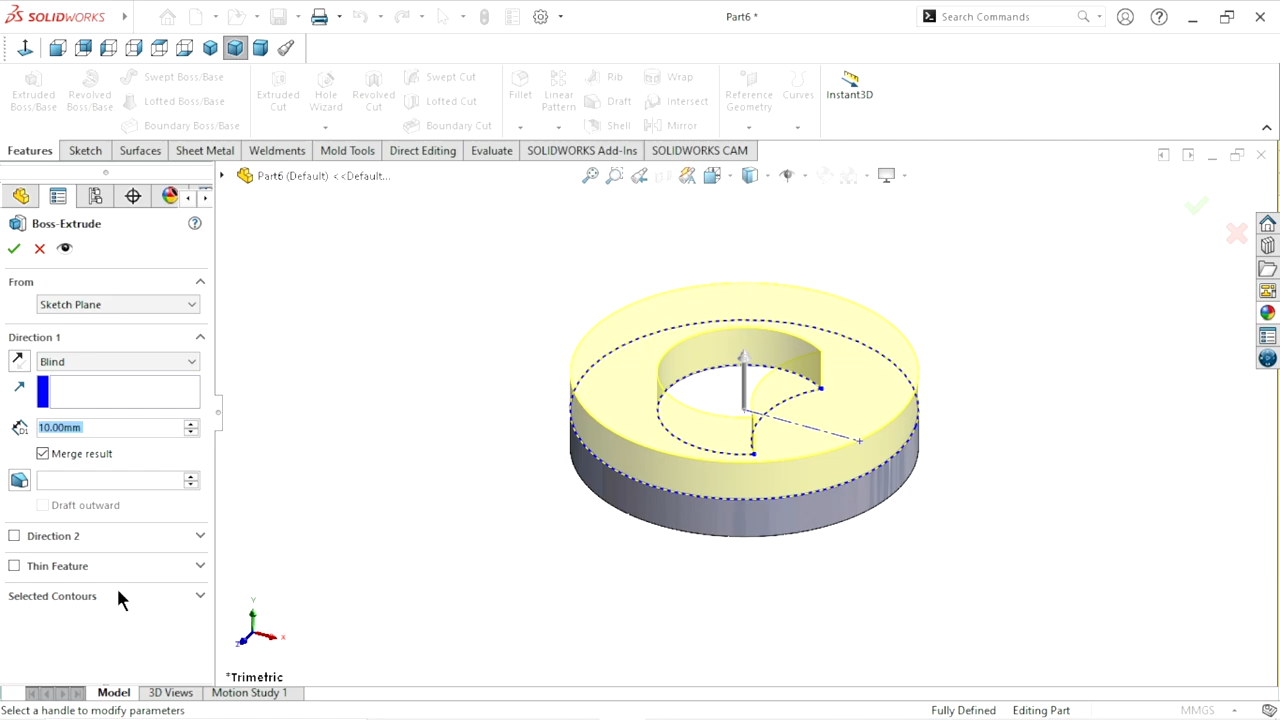 SOLIDWORKS
Part6 *
Search Commands
Extruded Boss/Base
Revolved Boss/Base
Swept Boss/Base
Lofted Boss/Base
Boundary Boss/Base
Extruded Cut
Hole Wizard
Revolved Cut
Swept Cut
Lofted Cut
Boundary Cut
Fillet
Linear Pattern
Rib
Draft
Shell
Wrap
Intersect
Mirror
Reference Geometry
Curves
Instant3D
Features
Sketch
Surfaces
Sheet Metal
Weldments
Mold Tools
Direct Editing
Evaluate
SOLIDWORKS Add-Ins
SOLIDWORKS CAM
Part6 (Default) <<Default...
Boss-Extrude
From
Sketch Plane
Direction 1
Blind
D1
10.00mm
Merge result
Draft outward
Direction 2
Thin Feature
Selected Contours
Y
X
Z
*Trimetric
Model
3D Views
Motion Study 1
Select a handle to modify parameters
Fully Defined
Editing Part
MMGS